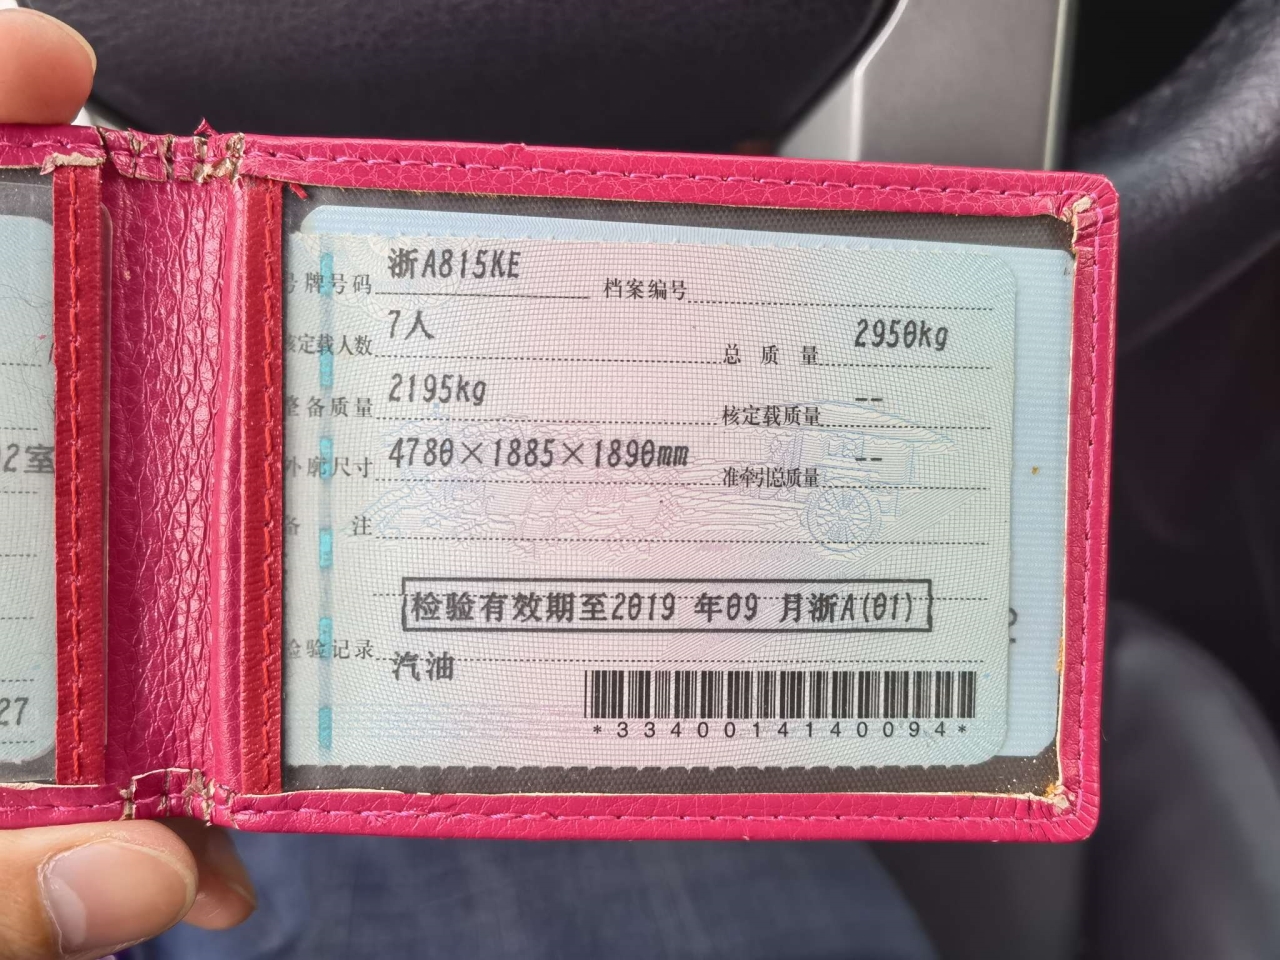 号牌号码 浙A815KE 档案编号
核定载人数 7人 总质量 2950kg
整备质量 2195kg 核定载质量 --
外廓尺寸 4780×1885×1890mm 准牵引总质量 --
备注
检验有效期至2019 年09 月浙A(01)
检验记录
汽油
*3340014140094*
02室
27